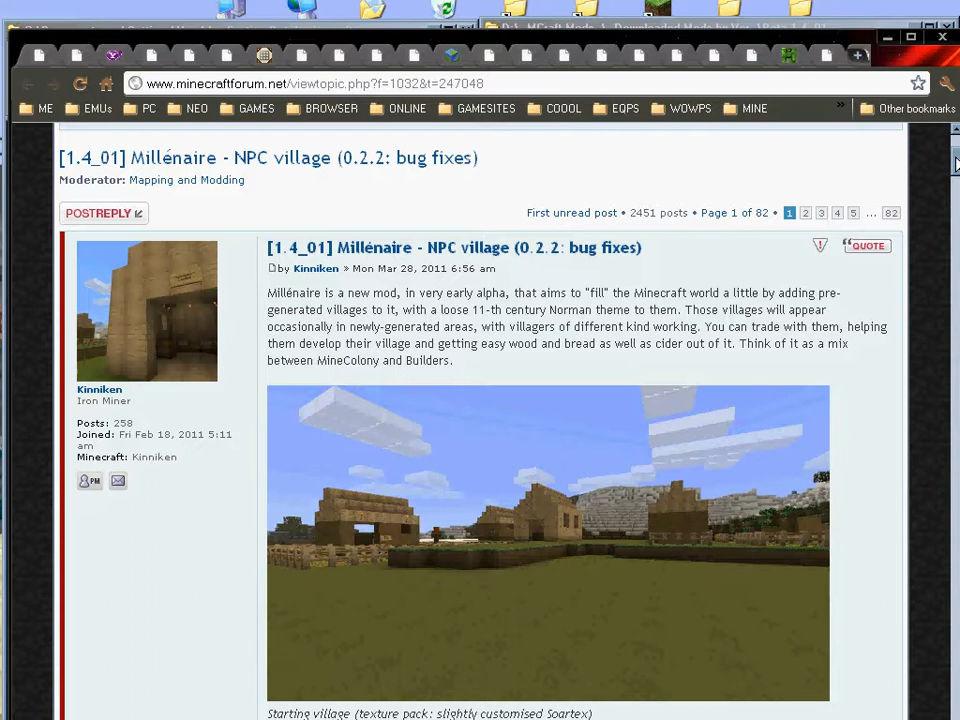 www.minecraftforum.net/viewtopic.php?f=1032&t=247048
ME EMUs PC NEO GAMES BROWSER ONLINE GAMESITES COOOL EQPS WOWPS MINE » Other bookmarks
[1.4_01] Millénaire - NPC village (0.2.2: bug fixes)
Moderator: Mapping and Modding
POSTREPLY
First unread post • 2451 posts • Page 1 of 82 • 1 2 3 4 5 ... 82
[1.4_01] Millénaire - NPC village (0.2.2: bug fixes)
QUOTE
by Kinniken » Mon Mar 28, 2011 6:56 am
Millénaire is a new mod, in very early alpha, that aims to "fill" the Minecraft world a little by adding pre-
generated villages to it, with a loose 11-th century Norman theme to them. Those villages will appear
occasionally in newly-generated areas, with villagers of different kind working. You can trade with them, helping
them develop their village and getting easy wood and bread as well as cider out of it. Think of it as a mix
between MineColony and Builders.
Kinniken
Iron Miner
Posts: 258
Joined: Fri Feb 18, 2011 5:11
am
Minecraft: Kinniken
PM
Starting village (texture pack: slightly customised Soartex)